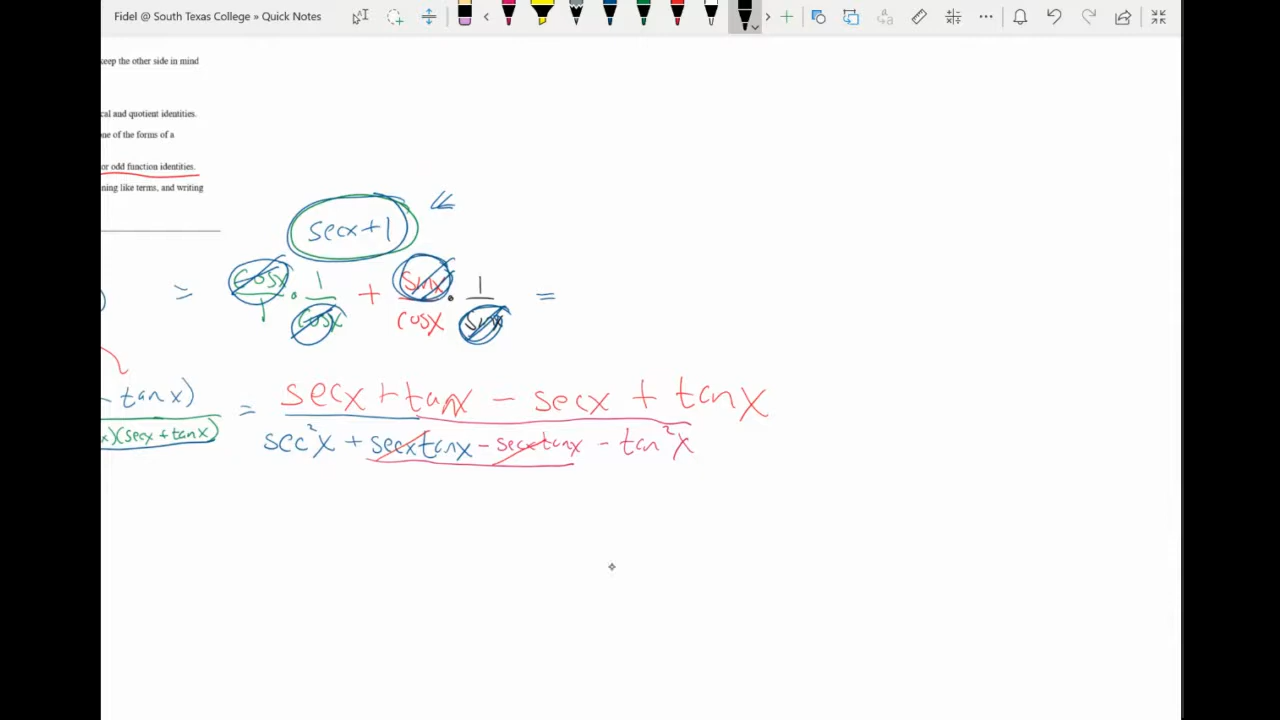 Fidel @ South Texas College » Quick Notes
keep the other side in mind
cal and quotient identities.
one of the forms of a
or odd function identities.
ning like terms, and writing
secx+1
= cosx/1 · 1/cosx + sinx/cosx · 1/sinx =
tanx) = secx + tanx - secx + tanx
x)(secx + tanx) sec²x + secxtanx - secxtanx - tan²x